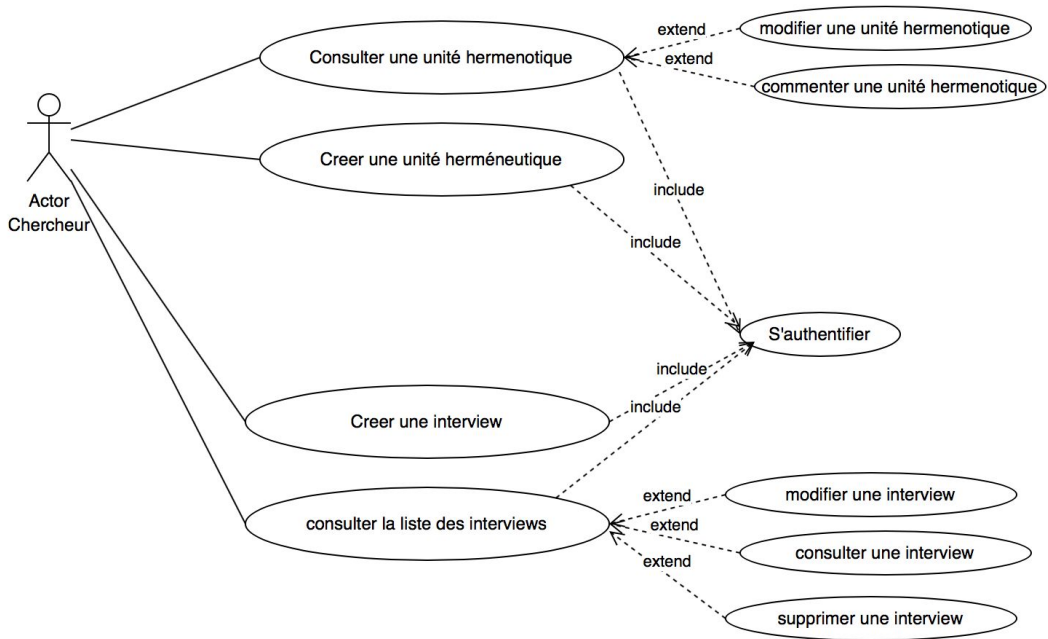 extend
modifier une unité hermenotique
Consulter une unité hermenotique
extend
commenter une unité hermenotique
Creer une unité herméneutique
include
Actor
Chercheur
include
S'authentifier
include
include
Creer une interview
extend
modifier une interview
consulter la liste des interviews
extend
consulter une interview
extend
supprimer une interview